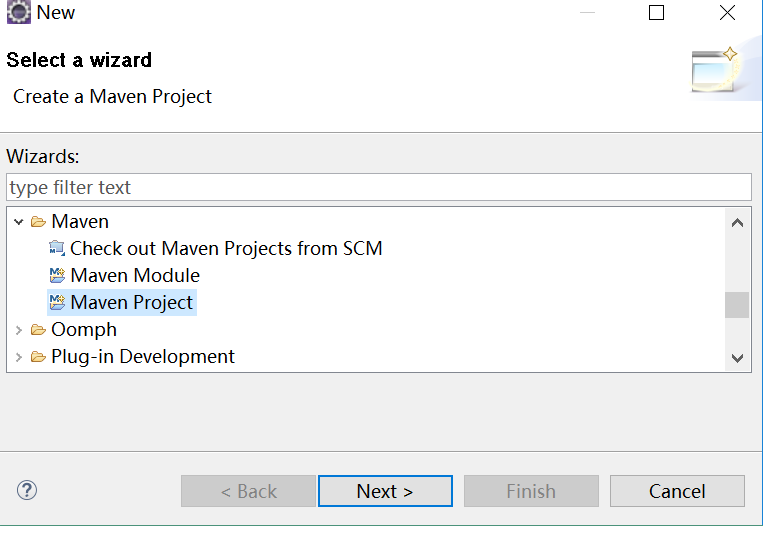 New
Select a wizard
Create a Maven Project
Wizards:
type filter text
Maven
Check out Maven Projects from SCM
Maven Module
Maven Project
Oomph
Plug-in Development
? < Back Next > Finish Cancel